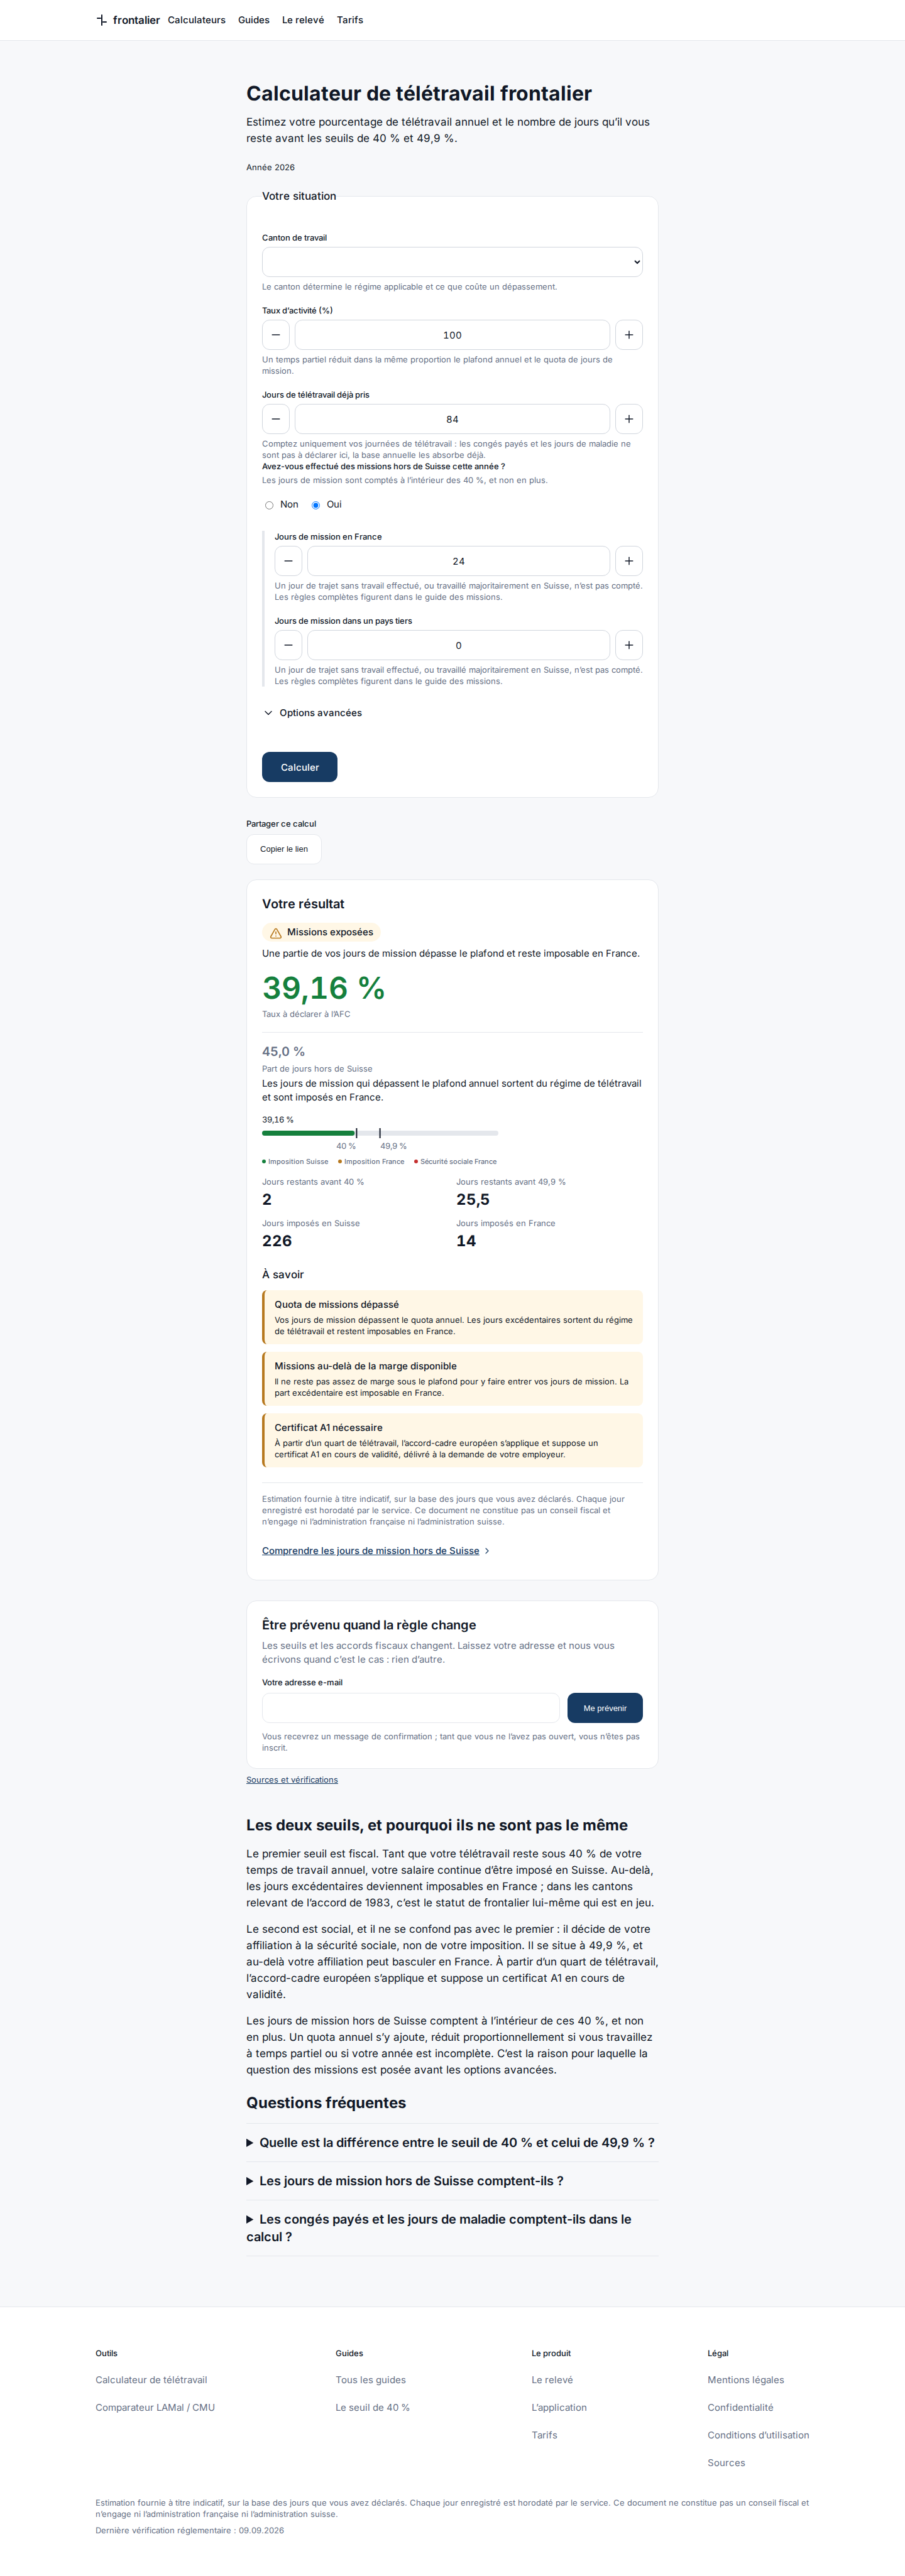 frontalier Calculateurs Guides Le relevé Tarifs
Calculateur de télétravail frontalier
Estimez votre pourcentage de télétravail annuel et le nombre de jours qu’il vous
reste avant les seuils de 40 % et 49,9 %.
Année 2026
Votre situation
Canton de travail
Le canton détermine le régime applicable et ce que coûte un dépassement.
Taux d’activité (%)
100
Un temps partiel réduit dans la même proportion le plafond annuel et le quota de jours de
mission.
Jours de télétravail déjà pris
84
Comptez uniquement vos journées de télétravail : les congés payés et les jours de maladie ne
sont pas à déclarer ici, la base annuelle les absorbe déjà.
Avez-vous effectué des missions hors de Suisse cette année ?
Les jours de mission sont comptés à l’intérieur des 40 %, et non en plus.
Non Oui
Jours de mission en France
24
Un jour de trajet sans travail effectué, ou travaillé majoritairement en Suisse, n’est pas compté.
Les règles complètes figurent dans le guide des missions.
Jours de mission dans un pays tiers
0
Un jour de trajet sans travail effectué, ou travaillé majoritairement en Suisse, n’est pas compté.
Les règles complètes figurent dans le guide des missions.
Options avancées
Calculer
Partager ce calcul
Copier le lien
Votre résultat
Missions exposées
Une partie de vos jours de mission dépasse le plafond et reste imposable en France.
39,16 %
Taux à déclarer à l’AFC
45,0 %
Part de jours hors de Suisse
Les jours de mission qui dépassent le plafond annuel sortent du régime de télétravail
et sont imposés en France.
39,16 %
40 % 49,9 %
Imposition Suisse Imposition France Sécurité sociale France
Jours restants avant 40 % Jours restants avant 49,9 %
2 25,5
Jours imposés en Suisse Jours imposés en France
226 14
À savoir
Quota de missions dépassé
Vos jours de mission dépassent le quota annuel. Les jours excédentaires sortent du régime
de télétravail et restent imposables en France.
Missions au-delà de la marge disponible
Il ne reste pas assez de marge sous le plafond pour y faire entrer vos jours de mission. La
part excédentaire est imposable en France.
Certificat A1 nécessaire
À partir d’un quart de télétravail, l’accord-cadre européen s’applique et suppose un
certificat A1 en cours de validité, délivré à la demande de votre employeur.
Estimation fournie à titre indicatif, sur la base des jours que vous avez déclarés. Chaque jour
enregistré est horodaté par le service. Ce document ne constitue pas un conseil fiscal et
n’engage ni l’administration française ni l’administration suisse.
Comprendre les jours de mission hors de Suisse
Être prévenu quand la règle change
Les seuils et les accords fiscaux changent. Laissez votre adresse et nous vous
écrivons quand c’est le cas : rien d’autre.
Votre adresse e-mail
Me prévenir
Vous recevrez un message de confirmation ; tant que vous ne l’avez pas ouvert, vous n’êtes pas
inscrit.
Sources et vérifications
Les deux seuils, et pourquoi ils ne sont pas le même
Le premier seuil est fiscal. Tant que votre télétravail reste sous 40 % de votre
temps de travail annuel, votre salaire continue d’être imposé en Suisse. Au-delà,
les jours excédentaires deviennent imposables en France ; dans les cantons
relevant de l’accord de 1983, c’est le statut de frontalier lui-même qui est en jeu.
Le second est social, et il ne se confond pas avec le premier : il décide de votre
affiliation à la sécurité sociale, non de votre imposition. Il se situe à 49,9 %, et
au-delà votre affiliation peut basculer en France. À partir d’un quart de télétravail,
l’accord-cadre européen s’applique et suppose un certificat A1 en cours de
validité.
Les jours de mission hors de Suisse comptent à l’intérieur de ces 40 %, et non
en plus. Un quota annuel s’y ajoute, réduit proportionnellement si vous travaillez
à temps partiel ou si votre année est incomplète. C’est la raison pour laquelle la
question des missions est posée avant les options avancées.
Questions fréquentes
Quelle est la différence entre le seuil de 40 % et celui de 49,9 % ?
Les jours de mission hors de Suisse comptent-ils ?
Les congés payés et les jours de maladie comptent-ils dans le
calcul ?
Outils Guides Le produit Légal
Calculateur de télétravail Tous les guides Le relevé Mentions légales
Comparateur LAMal / CMU Le seuil de 40 % L’application Confidentialité
Tarifs Conditions d’utilisation
Sources
Estimation fournie à titre indicatif, sur la base des jours que vous avez déclarés. Chaque jour enregistré est horodaté par le service. Ce document ne constitue pas un conseil fiscal et
n’engage ni l’administration française ni l’administration suisse.
Dernière vérification réglementaire : 09.09.2026